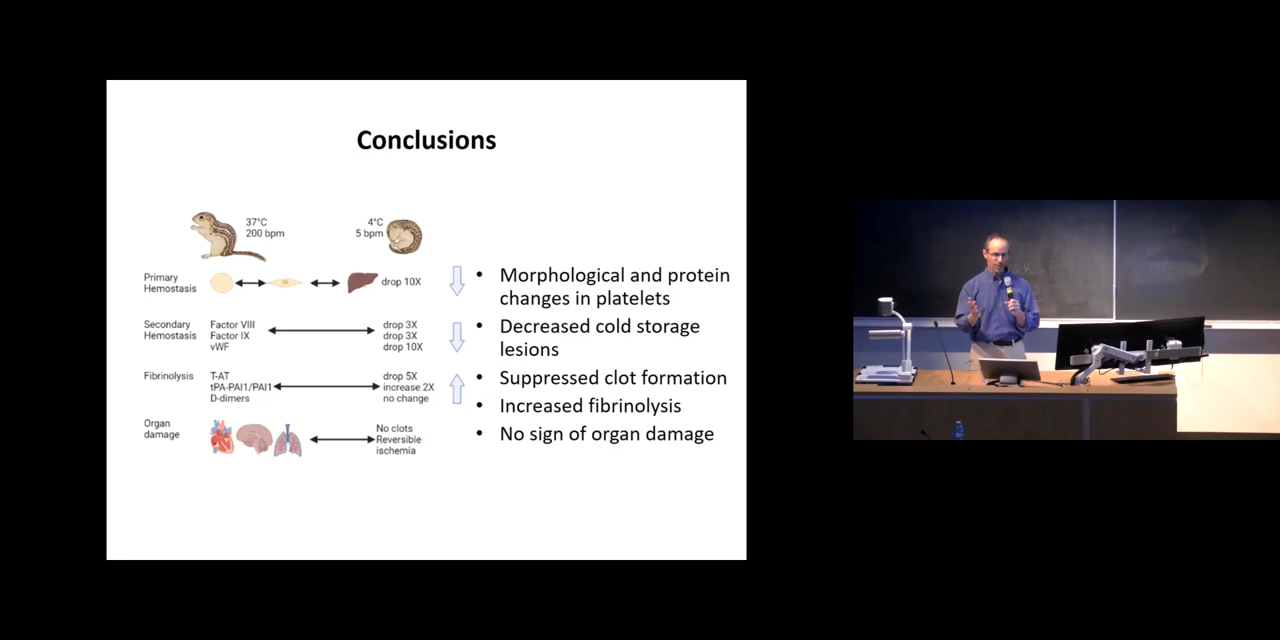 Conclusions
37°C
200 bpm
4°C
5 bpm
Primary
Hemostasis
drop 10X
Secondary
Hemostasis
Factor VIII
Factor IX
vWF
drop 3X
drop 3X
drop 10X
Fibrinolysis
T-AT
tPA-PAI1/PAI1
D-dimers
drop 5X
increase 2X
no change
Organ
damage
No clots
Reversible
ischemia
• Morphological and protein
changes in platelets
• Decreased cold storage
lesions
• Suppressed clot formation
• Increased fibrinolysis
• No sign of organ damage